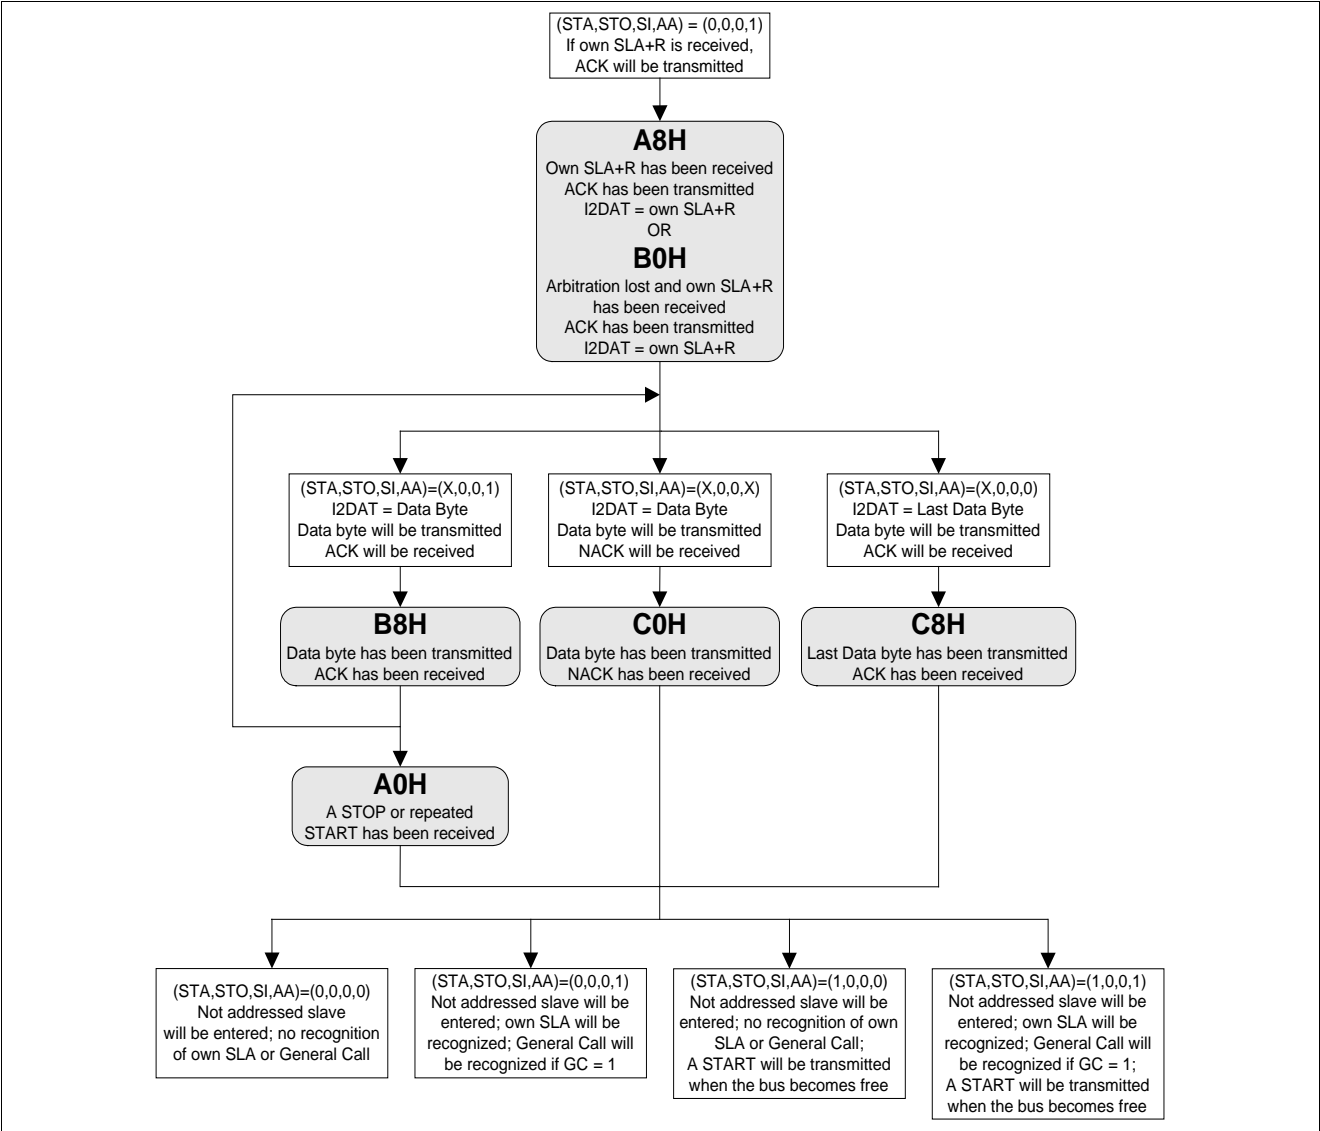 (STA,STO,SI,AA) = (0,0,0,1)
If own SLA+R is received,
ACK will be transmitted
A8H
Own SLA+R has been received
ACK has been transmitted
I2DAT = own SLA+R
OR
B0H
Arbitration lost and own SLA+R
has been received
ACK has been transmitted
I2DAT = own SLA+R
(STA,STO,SI,AA)=(X,0,0,1)
I2DAT = Data Byte
Data byte will be transmitted
ACK will be received
(STA,STO,SI,AA)=(X,0,0,X)
I2DAT = Data Byte
Data byte will be transmitted
NACK will be received
(STA,STO,SI,AA)=(X,0,0,0)
I2DAT = Last Data Byte
Data byte will be transmitted
ACK will be received
B8H
Data byte has been transmitted
ACK has been received
C0H
Data byte has been transmitted
NACK has been received
C8H
Last Data byte has been transmitted
ACK has been received
A0H
A STOP or repeated
START has been received
(STA,STO,SI,AA)=(0,0,0,0)
Not addressed slave
will be entered; no recognition
of own SLA or General Call
(STA,STO,SI,AA)=(0,0,0,1)
Not addressed slave will be
entered; own SLA will be
recognized; General Call will
be recognized if GC = 1
(STA,STO,SI,AA)=(1,0,0,0)
Not addressed slave will be
entered; no recognition of own
SLA or General Call;
A START will be transmitted
when the bus becomes free
(STA,STO,SI,AA)=(1,0,0,1)
Not addressed slave will be
entered; own SLA will be
recognized; General Call will
be recognized if GC = 1;
A START will be transmitted
when the bus becomes free